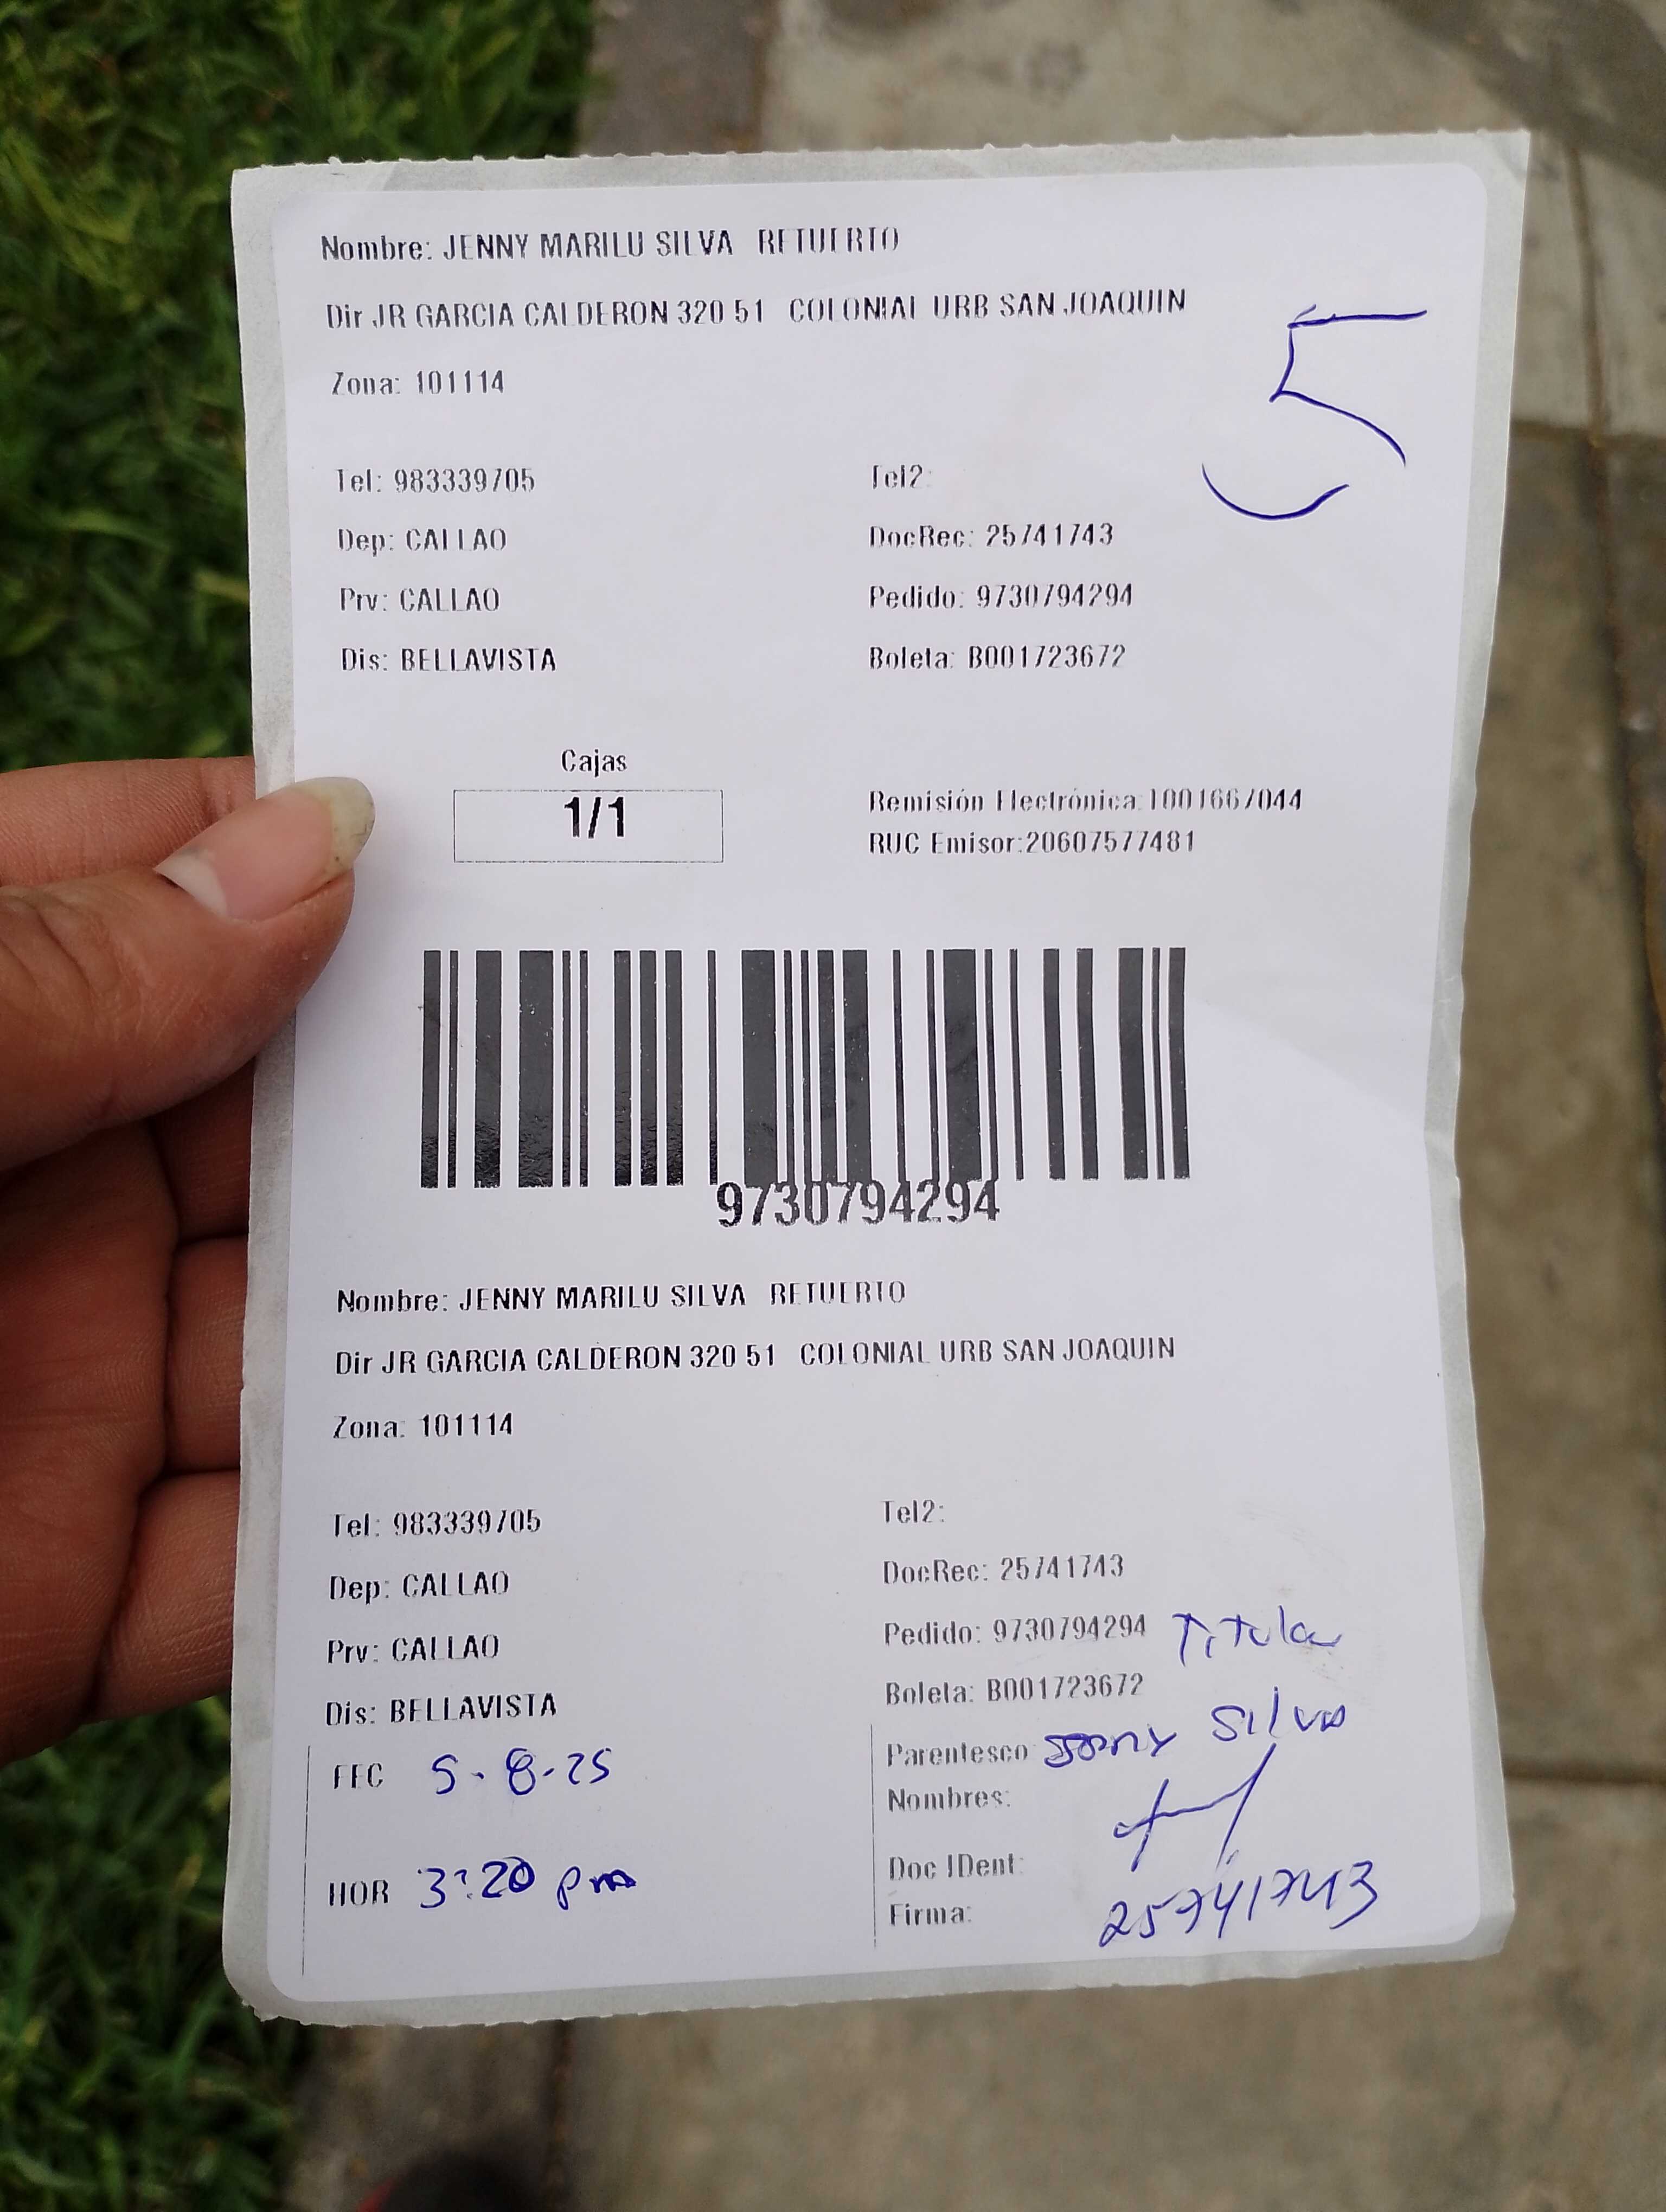 Nombre: JENNY MARILU SILVA RETUERTO
Dir JR GARCIA CALDERON 320 51 COLONIAL URB SAN JOAQUIN
5
Zona: 101114
Tel: 983339705
Tel2:
Dep: CALLAO
DocRec: 25741743
Prv: CALLAO
Pedido: 9730794294
Dis: BELLAVISTA
Boleta: B001723672
Cajas
1/1
Remisión Electrónica:T001667044
RUC Emisor:20607577481
9730794294
Nombre: JENNY MARILU SILVA RETUERTO
Dir JR GARCIA CALDERON 320 51 COLONIAL URB SAN JOAQUIN
Zona: 101114
Tel: 983339705
Tel2:
Dep: CALLAO
DocRec: 25741743
Prv: CALLAO
Pedido: 9730794294 Titular
Dis: BELLAVISTA
Boleta: B001723672
FEC 5-8-25
Parentesco Jenny Silva
Nombres:
HOR 3:20 pm
Doc IDent:
Firma: 25741743